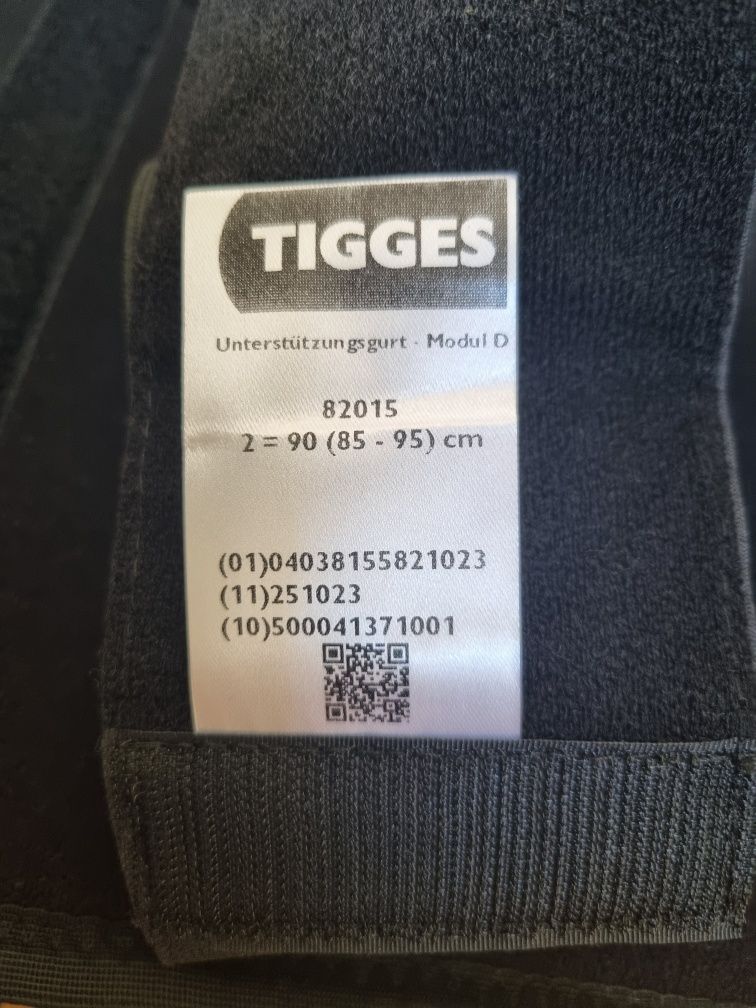 TIGGES
Unterstützungsgurt - Modul D
82015
2 = 90 (85 - 95) cm
(01)04038155821023
(11)251023
(10)500041371001